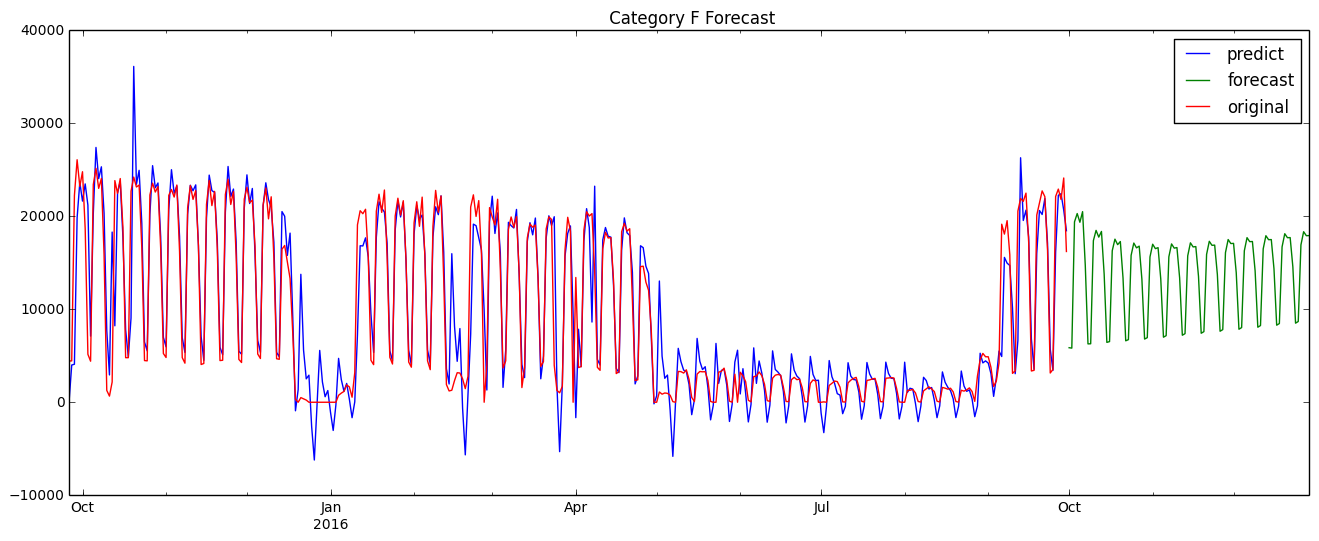 Category F Forecast
40000
30000
20000
10000
0
−10000
Oct
Jan
2016
Apr
Jul
Oct
predict
forecast
original